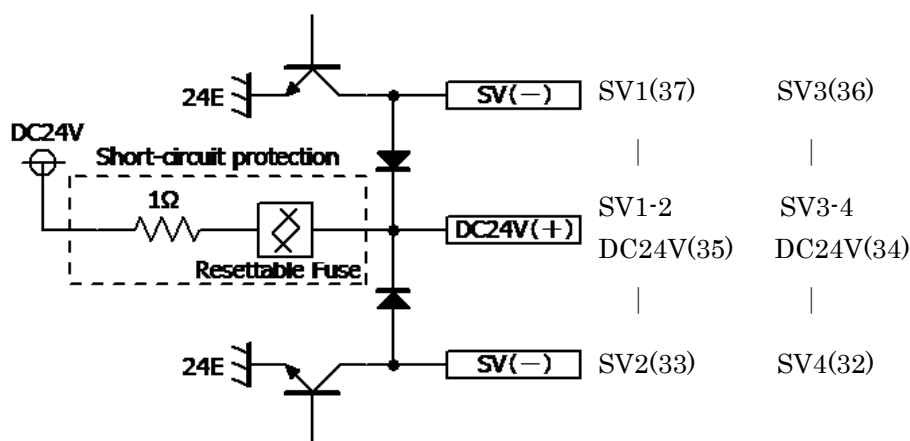 24E
SV(−)
SV1(37)
SV3(36)
DC24V
Short-circuit protection
1Ω
Resettable Fuse
DC24V(+)
SV1-2
DC24V(35)
SV3-4
DC24V(34)
24E
SV(−)
SV2(33)
SV4(32)